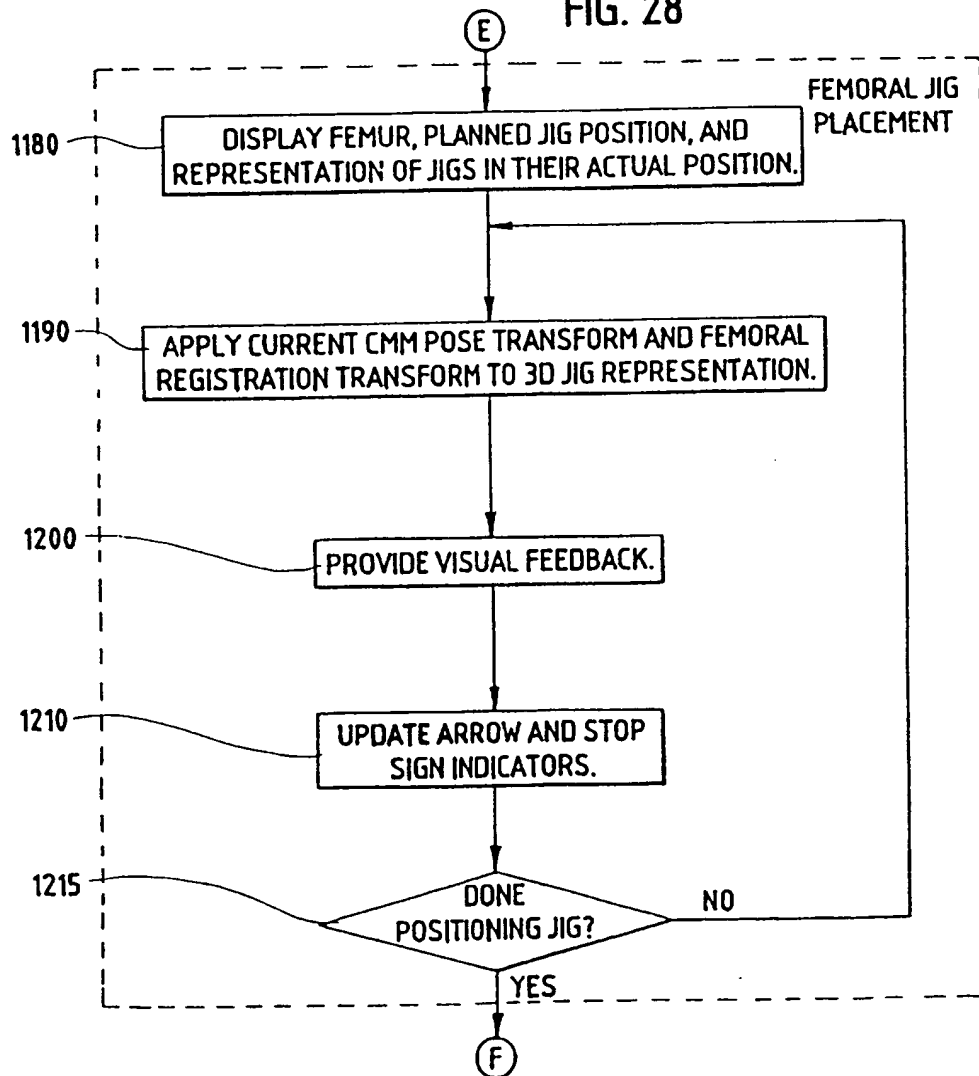 FIG. 28
E
FEMORAL JIG
PLACEMENT
1180
DISPLAY FEMUR, PLANNED JIG POSITION, AND
REPRESENTATION OF JIGS IN THEIR ACTUAL POSITION.
1190
APPLY CURRENT CMM POSE TRANSFORM AND FEMORAL
REGISTRATION TRANSFORM TO 3D JIG REPRESENTATION.
1200
PROVIDE VISUAL FEEDBACK.
1210
UPDATE ARROW AND STOP
SIGN INDICATORS.
1215
DONE
POSITIONING JIG?
NO
YES
F